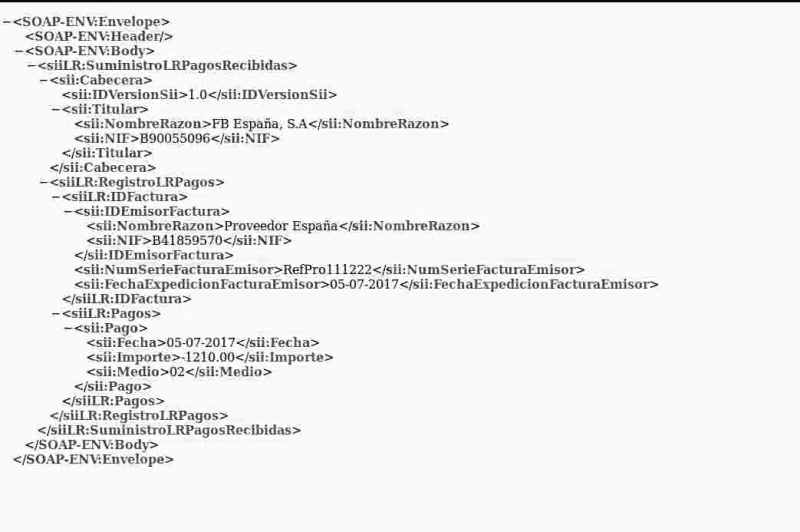 −<SOAP-ENV:Envelope>
<SOAP-ENV:Header/>
−<SOAP-ENV:Body>
−<siiLR:SuministroLRPagosRecibidas>
−<sii:Cabecera>
<sii:IDVersionSii>1.0</sii:IDVersionSii>
−<sii:Titular>
<sii:NombreRazon>FB España, S.A</sii:NombreRazon>
<sii:NIF>B90055096</sii:NIF>
</sii:Titular>
</sii:Cabecera>
−<siiLR:RegistroLRPagos>
−<siiLR:IDFactura>
−<sii:IDEmisorFactura>
<sii:NombreRazon>Proveedor España</sii:NombreRazon>
<sii:NIF>B41859570</sii:NIF>
</sii:IDEmisorFactura>
<sii:NumSerieFacturaEmisor>RefPro111222</sii:NumSerieFacturaEmisor>
<sii:FechaExpedicionFacturaEmisor>05-07-2017</sii:FechaExpedicionFacturaEmisor>
</siiLR:IDFactura>
−<siiLR:Pagos>
−<sii:Pago>
<sii:Fecha>05-07-2017</sii:Fecha>
<sii:Importe>-1210.00</sii:Importe>
<sii:Medio>02</sii:Medio>
</sii:Pago>
</siiLR:Pagos>
</siiLR:RegistroLRPagos>
</siiLR:SuministroLRPagosRecibidas>
</SOAP-ENV:Body>
</SOAP-ENV:Envelope>